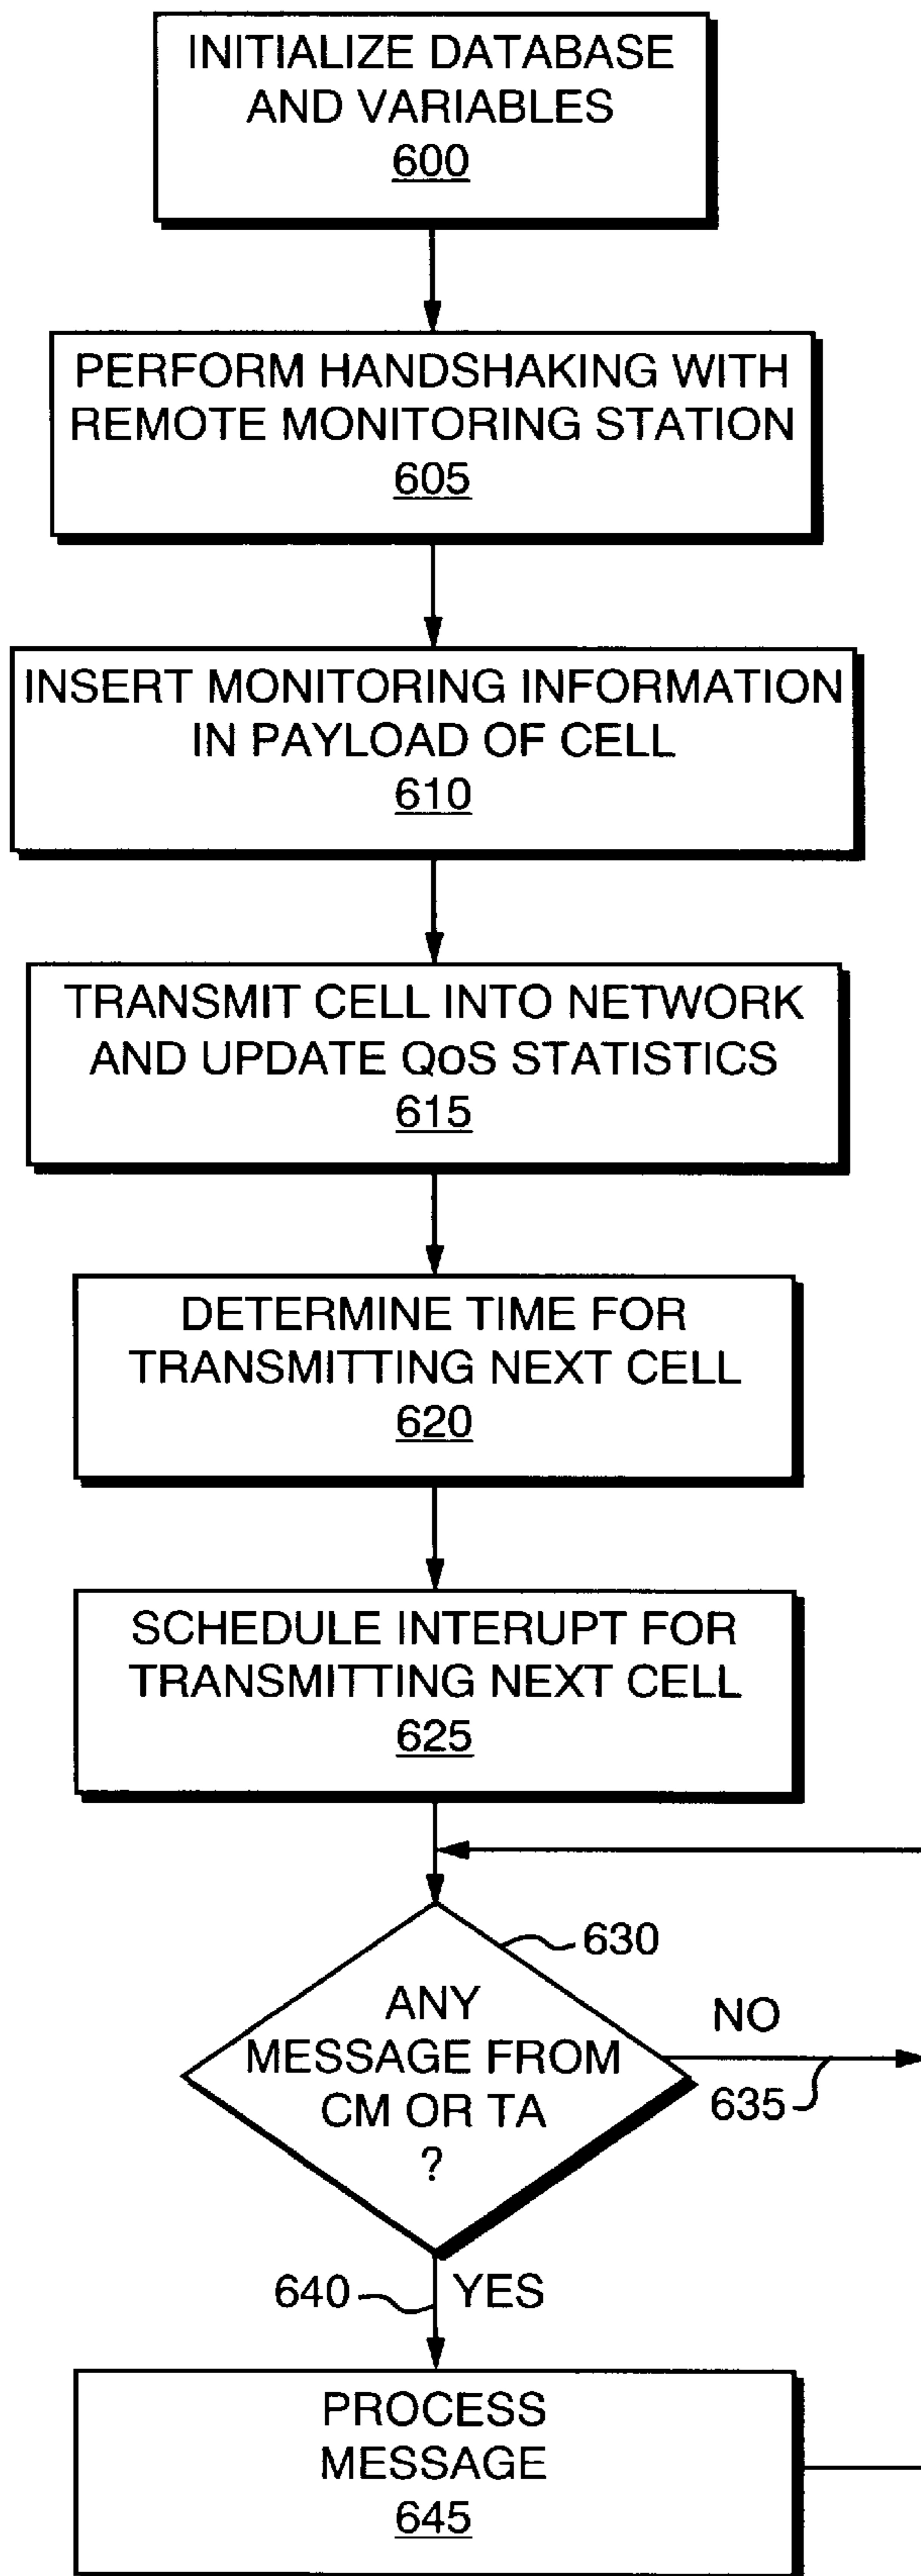 INITIALIZE DATABASE
AND VARIABLES
600
PERFORM HANDSHAKING WITH
REMOTE MONITORING STATION
605
INSERT MONITORING INFORMATION
IN PAYLOAD OF CELL
610
TRANSMIT CELL INTO NETWORK
AND UPDATE QoS STATISTICS
615
DETERMINE TIME FOR
TRANSMITTING NEXT CELL
620
SCHEDULE INTERUPT FOR
TRANSMITTING NEXT CELL
625
630
ANY
MESSAGE FROM
CM OR TA
?
NO
635
640
YES
PROCESS
MESSAGE
645